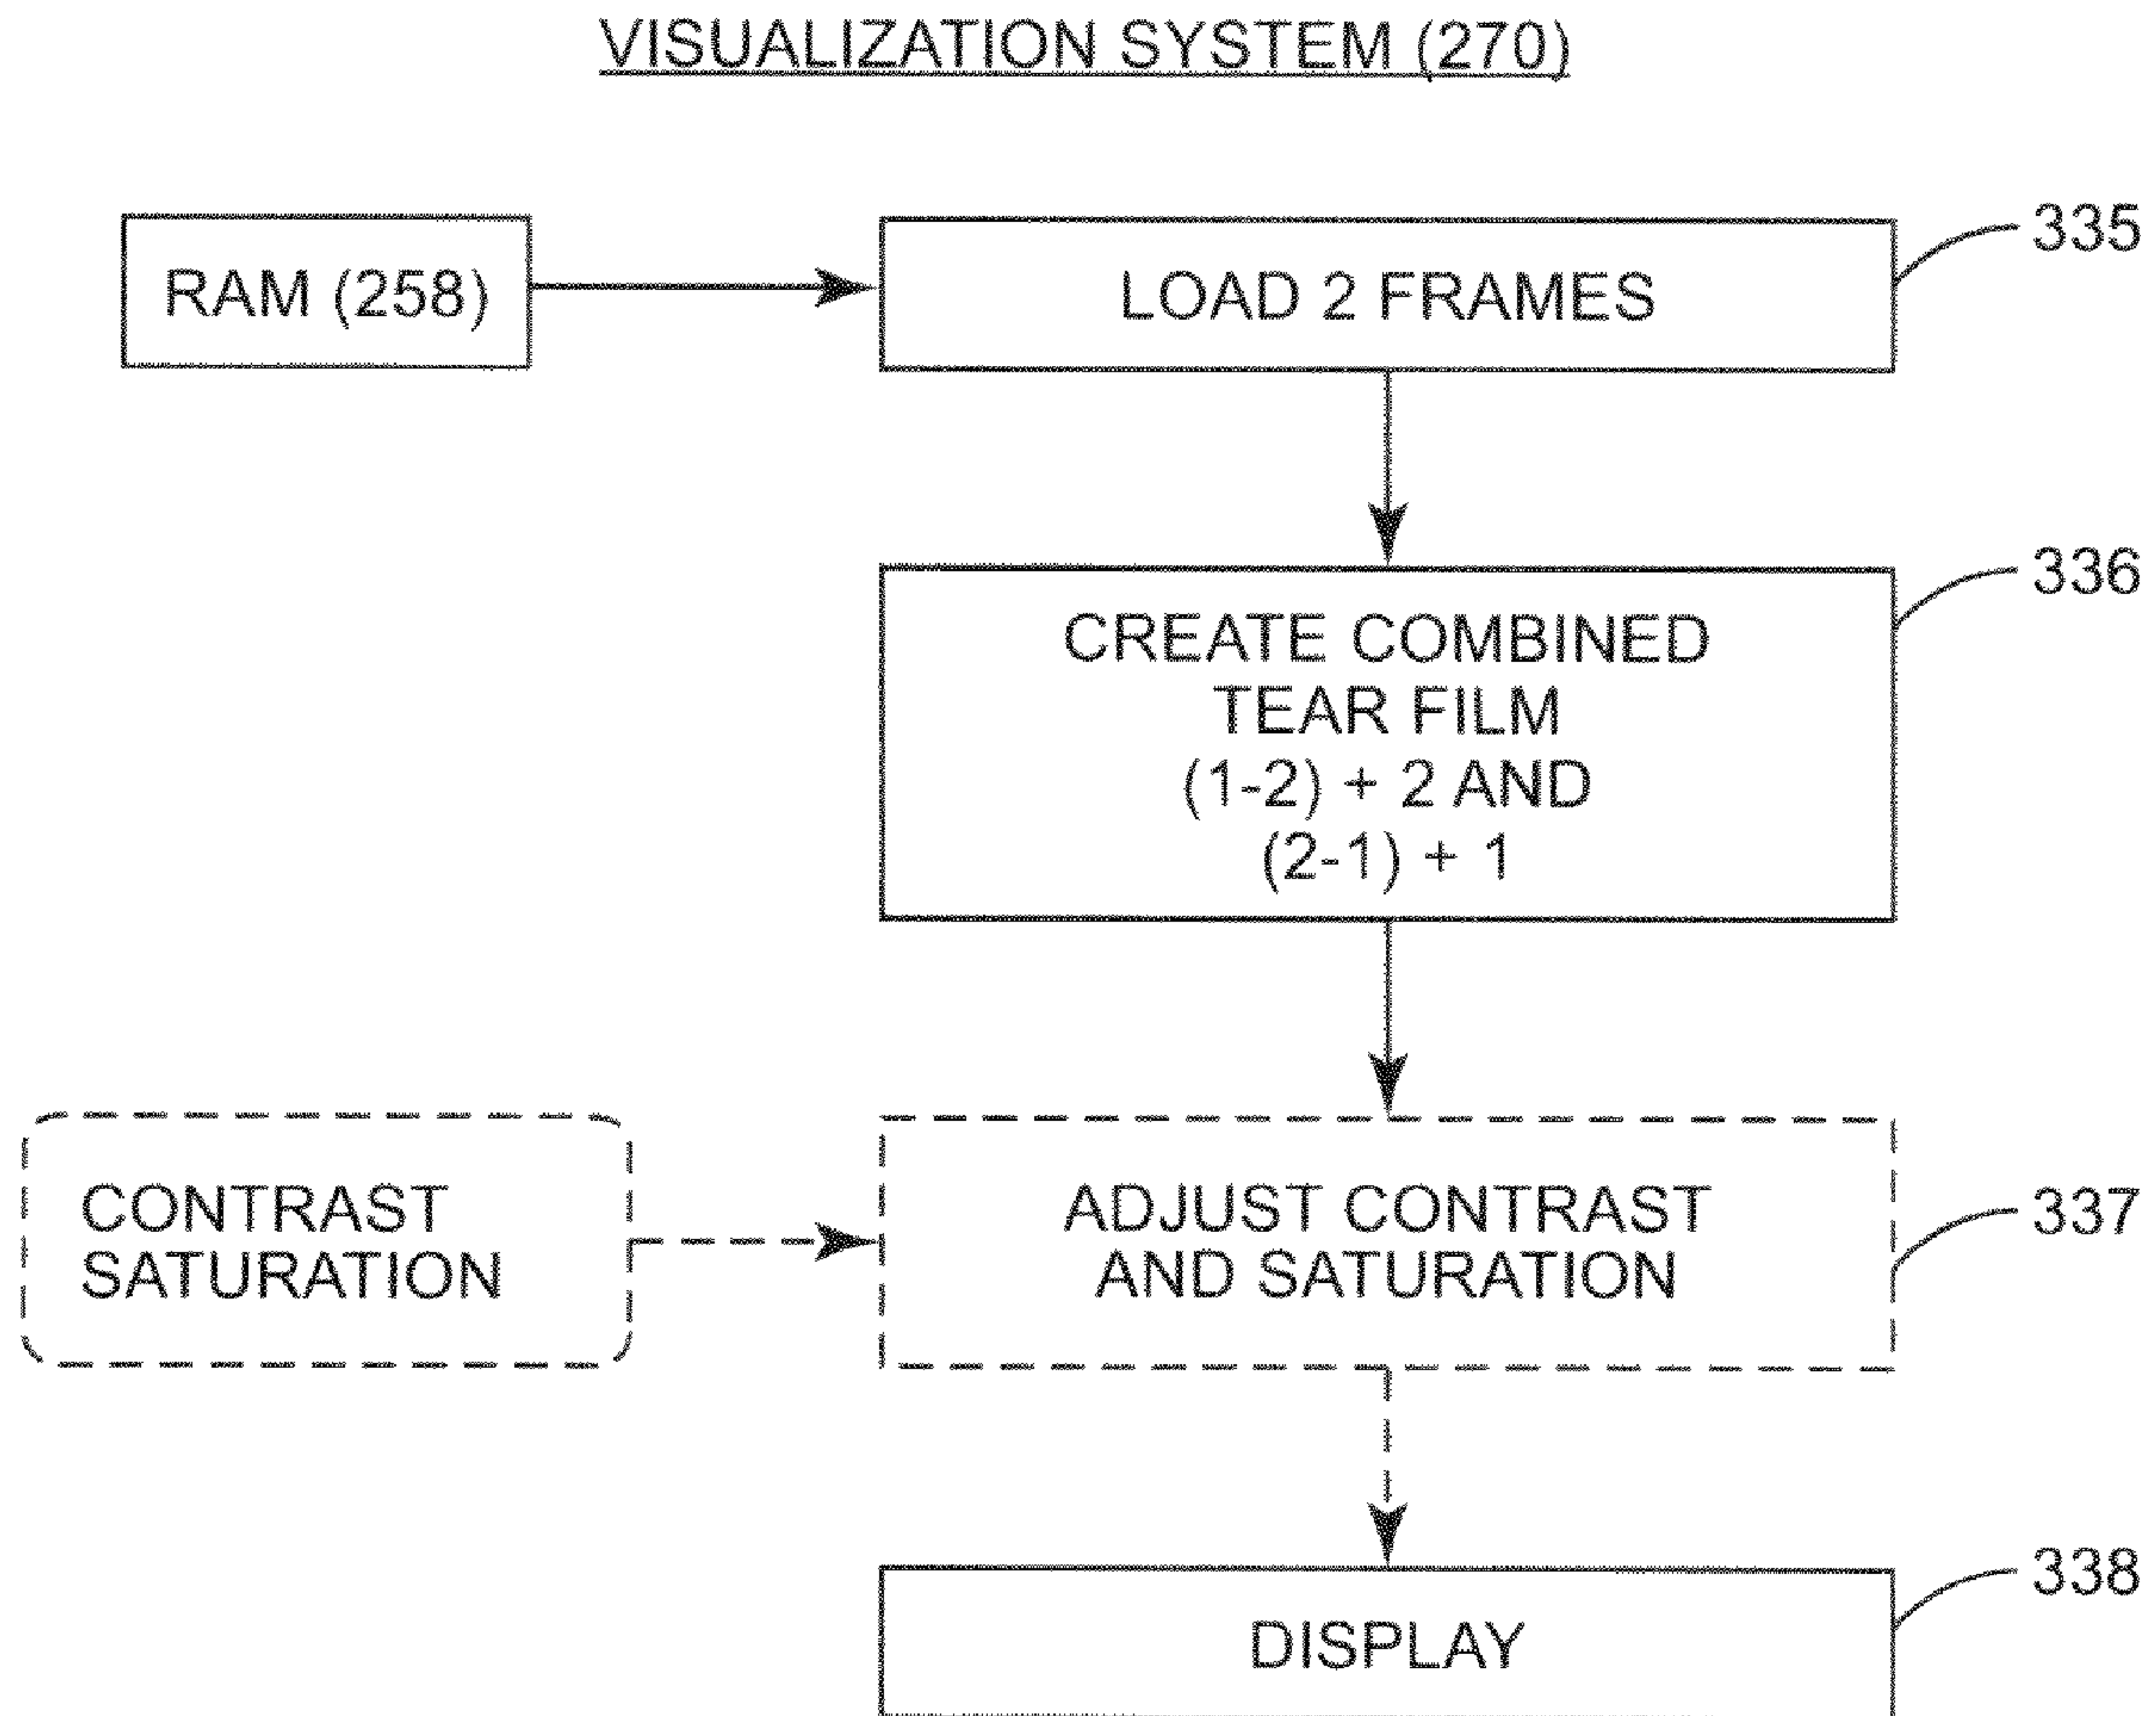 VISUALIZATION SYSTEM (270)
RAM (258)
LOAD 2 FRAMES
335
CREATE COMBINED
TEAR FILM
(1-2) + 2 AND
(2-1) + 1
336
CONTRAST
SATURATION
ADJUST CONTRAST
AND SATURATION
337
DISPLAY
338